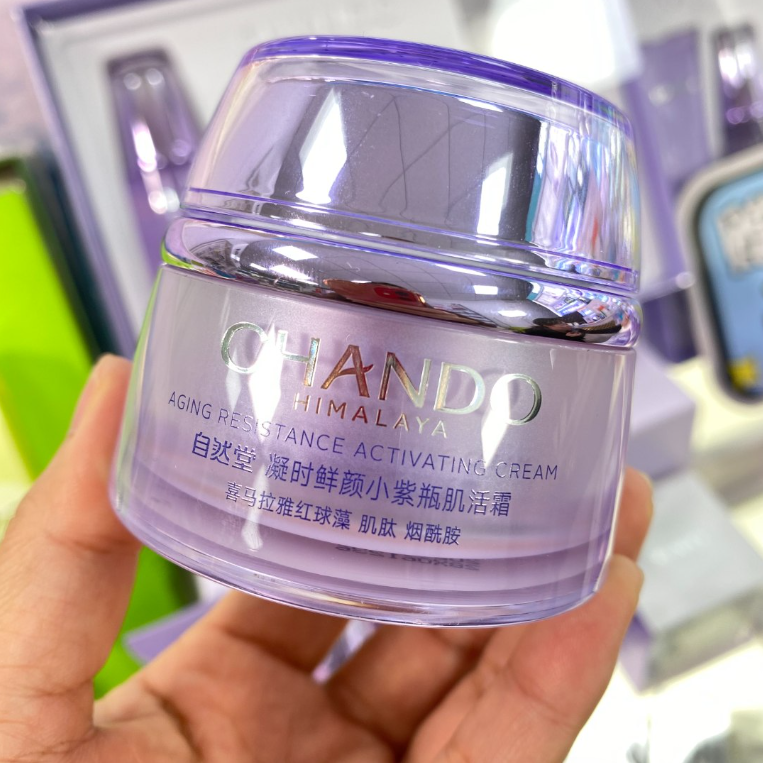 CHANDO
HIMALAYA
AGING RESISTANCE ACTIVATING CREAM
自然堂 凝时鲜颜小紫瓶肌活霜
喜马拉雅红球藻 肌肽 烟酰胺